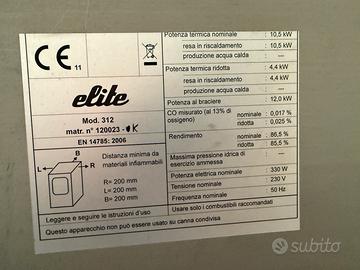 CE 11
elite
Mod. 312
matr. n° 120023-
K
EN 14785: 2006
B
L
R
Distanza minima da
materiali infiammabili
R= 200 mm
L= 200 mm
B= 200 mm
Leggere e seguire le istruzioni d'uso
Questo apparecchio non può essere usato su canna condivisa
Potenza termica nominale : 10,5 kW
resa in riscaldamento : 10,5 kW
produzione acqua calda : ---
Potenza termica ridotta : 4,4 kW
resa in riscaldamento : 4,4 kW
produzione acqua calda : ---
Potenza al braciere : 12,0 kW
CO misurato (al 13% di
ossigeno) nominale : 0,017 %
ridotta : 0,025 %
Rendimento nominale : 86,5 %
ridotta : 85,5 %
Massima pressione idrica di
esercizio ammessa : ---
Potenza elettrica nominale : 330 W
Tensione nominale : 230 V
Frequenza nominale : 50 Hz
Usare solo i combustibili raccomandati
subito